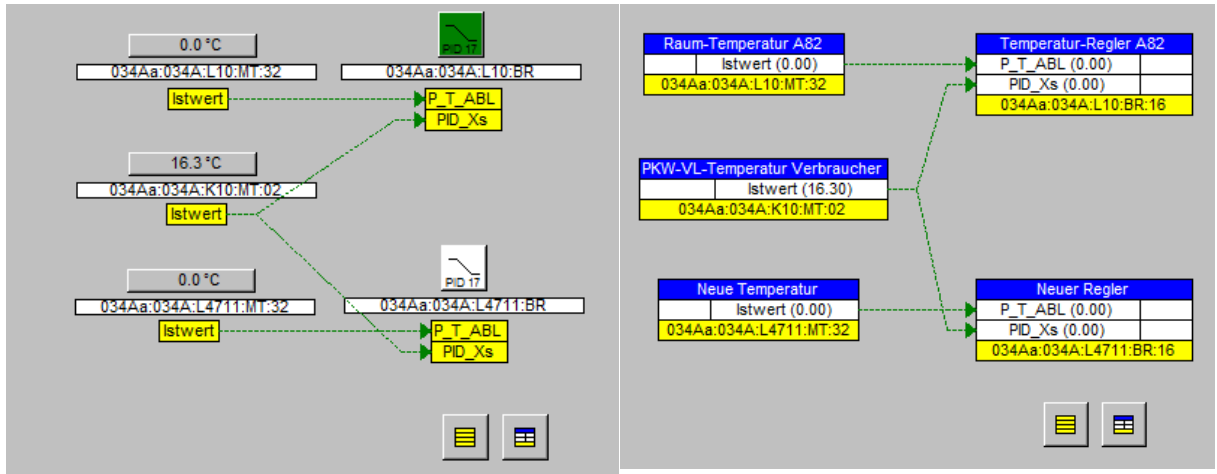 0.0 °C
PID 17
034Aa:034A:L10:MT:32
034Aa:034A:L10:BR
Istwert
P_T_ABL
PID_Xs
16.3 °C
034Aa:034A:K10:MT:02
Istwert
0.0 °C
PID 17
034Aa:034A:L4711:MT:32
034Aa:034A:L4711:BR
Istwert
P_T_ABL
PID_Xs
Raum-Temperatur A82
Istwert (0.00)
034Aa:034A:L10:MT:32
Temperatur-Regler A82
P_T_ABL (0.00)
PID_Xs (0.00)
034Aa:034A:L10:BR:16
PKW-VL-Temperatur Verbraucher
Istwert (16.30)
034Aa:034A:K10:MT:02
Neue Temperatur
Istwert (0.00)
034Aa:034A:L4711:MT:32
Neuer Regler
P_T_ABL (0.00)
PID_Xs (0.00)
034Aa:034A:L4711:BR:16